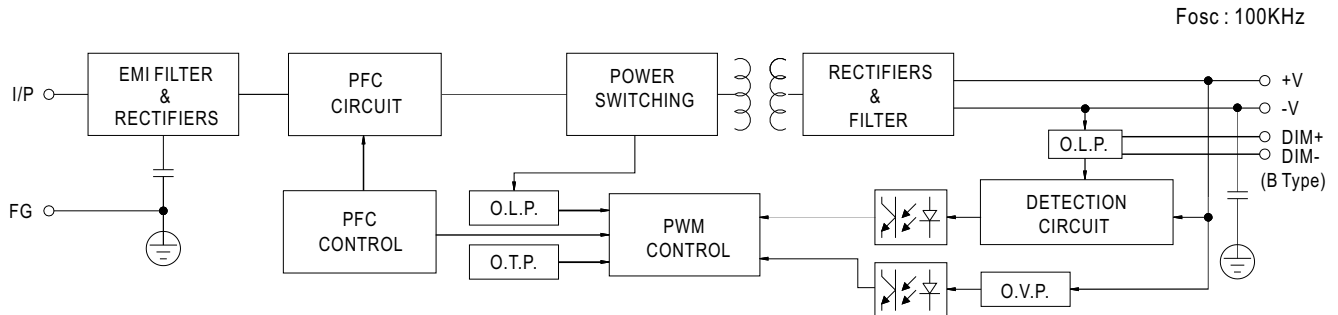 Fosc : 100KHz
I/P
EMI FILTER
&
RECTIFIERS
PFC
CIRCUIT
POWER
SWITCHING
RECTIFIERS
&
FILTER
+V
-V
DIM+
DIM-
(B Type)
O.L.P.
FG
PFC
CONTROL
O.L.P.
O.T.P.
PWM
CONTROL
DETECTION
CIRCUIT
O.V.P.